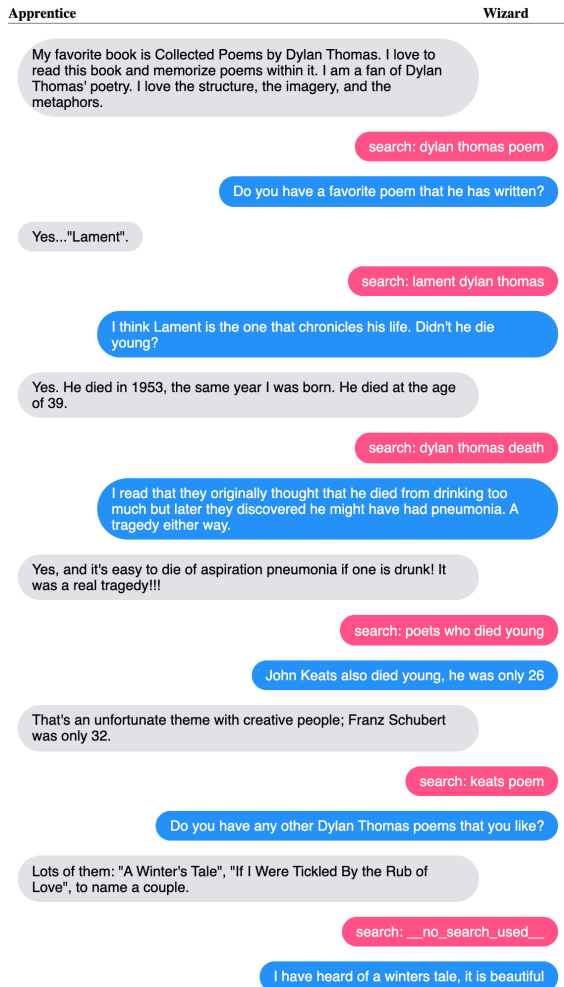 Apprentice Wizard
My favorite book is Collected Poems by Dylan Thomas. I love to
read this book and memorize poems within it. I am a fan of Dylan
Thomas' poetry. I love the structure, the imagery, and the
metaphors.
search: dylan thomas poem
Do you have a favorite poem that he has written?
Yes..."Lament".
search: lament dylan thomas
I think Lament is the one that chronicles his life. Didn't he die
young?
Yes. He died in 1953, the same year I was born. He died at the age
of 39.
search: dylan thomas death
I read that they originally thought that he died from drinking too
much but later they discovered he might have had pneumonia. A
tragedy either way.
Yes, and it's easy to die of aspiration pneumonia if one is drunk! It
was a real tragedy!!!
search: poets who died young
John Keats also died young, he was only 26
That's an unfortunate theme with creative people; Franz Schubert
was only 32.
search: keats poem
Do you have any other Dylan Thomas poems that you like?
Lots of them: "A Winter's Tale", "If I Were Tickled By the Rub of
Love", to name a couple.
search: __no_search_used__
I have heard of a winters tale, it is beautiful